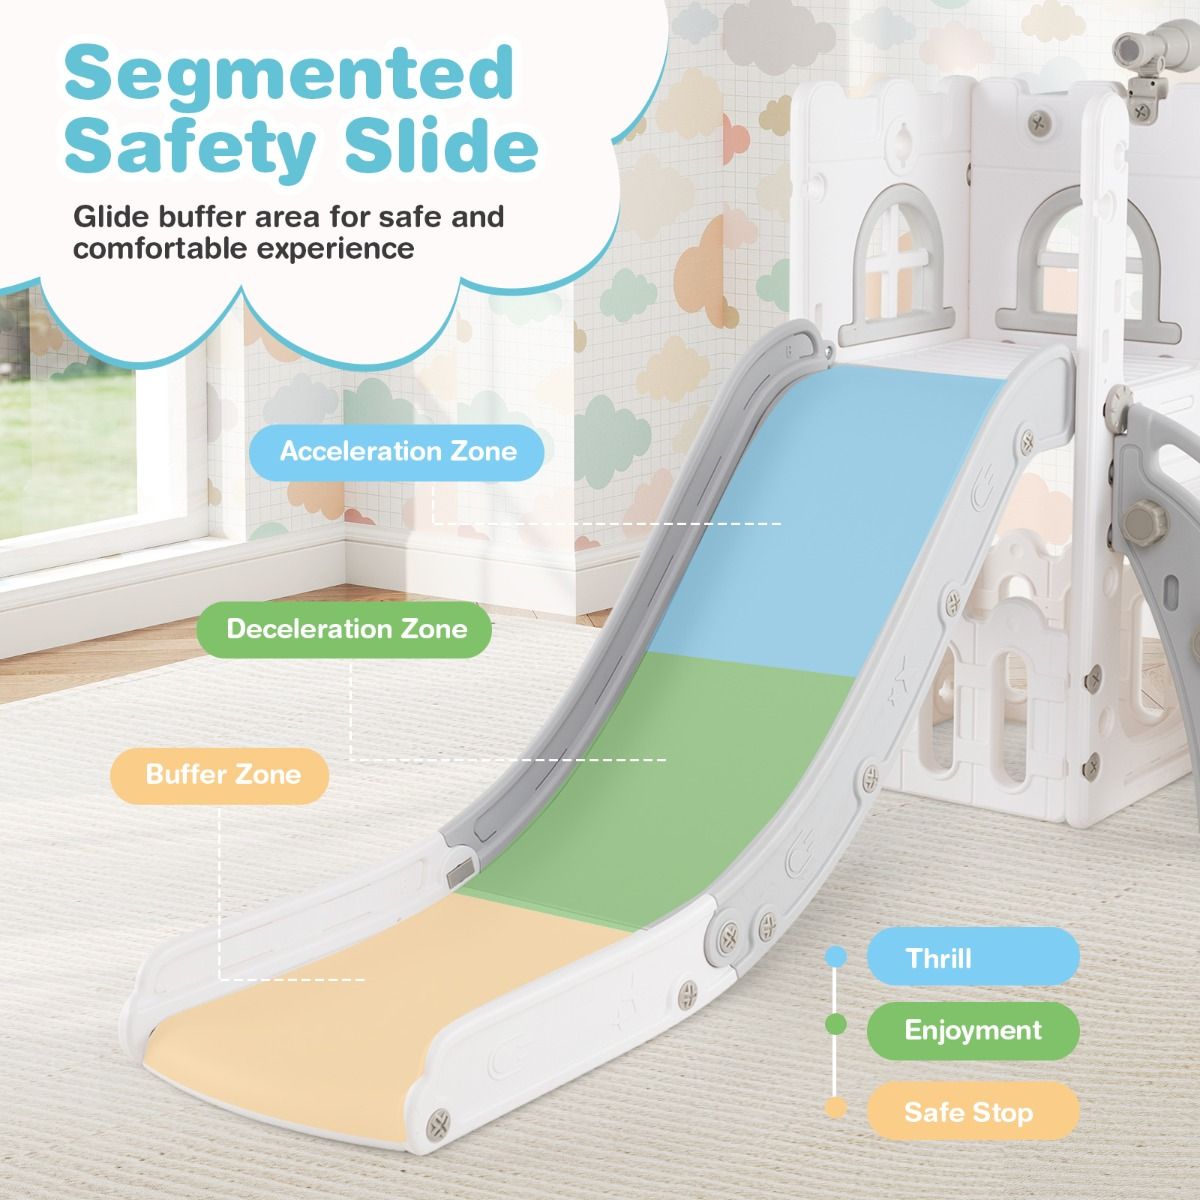 Segmented
Safety Slide
Glide buffer area for safe and
comfortable experience
Acceleration Zone
Deceleration Zone
Buffer Zone
Thrill
Enjoyment
Safe Stop